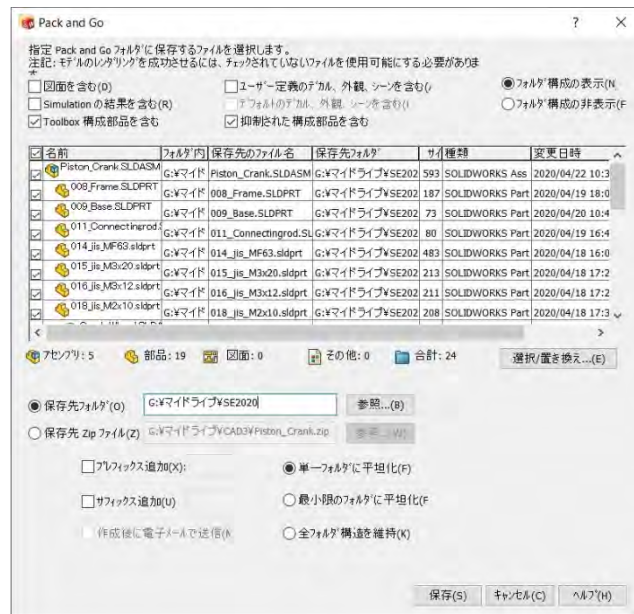 Pack and Go
? ×
指定 Pack and Go フォルダに保存するファイルを選択します。
注記: モデルのレンダリングを成功させるには、チェックされていないファイルを使用可能にする必要がありま
*
□図面を含む(D) □ユーザー定義のデカル、外観、シーンを含む(/ ◉フォルダ構成の表示(N
□Simulation の結果を含む(R) □デフォルトのデカル、外観、シーンを含む(I ○フォルダ構成の非表示(F
☑Toolbox 構成部品を含む ☑抑制された構成部品を含む
☑ 名前 フォルダ内 保存先のファイル名 保存先フォルダ サイ 種類 変更日時
☑ Piston_Crank.SLDASM G:¥マイド Piston_Crank.SLDASM G:¥マイドライブ¥SE202 593 SOLIDWORKS Ass 2020/04/22 10:3
☑ 008_Frame.SLDPRT G:¥マイド 008_Frame.SLDPRT G:¥マイドライブ¥SE202 187 SOLIDWORKS Part 2020/04/19 18:0
☑ 009_Base.SLDPRT G:¥マイド 009_Base.SLDPRT G:¥マイドライブ¥SE202 73 SOLIDWORKS Part 2020/04/20 10:4
☑ 011_Connectingrod. G:¥マイド 011_Connectingrod.SL G:¥マイドライブ¥SE202 80 SOLIDWORKS Part 2020/04/19 16:4
☑ 014_jis_MF63.sldprt G:¥マイド 014_jis_MF63.sldprt G:¥マイドライブ¥SE202 483 SOLIDWORKS Part 2020/04/18 16:0
☑ 015_jis_M3x20.sldprt G:¥マイド 015_jis_M3x20.sldprt G:¥マイドライブ¥SE202 213 SOLIDWORKS Part 2020/04/18 17:2
☑ 016_jis_M3x12.sldprt G:¥マイド 016_jis_M3x12.sldprt G:¥マイドライブ¥SE202 211 SOLIDWORKS Part 2020/04/18 17:2
☑ 018_jis_M2x10.sldprt G:¥マイド 018_jis_M2x10.sldprt G:¥マイドライブ¥SE202 208 SOLIDWORKS Part 2020/04/18 17:3
アセンブリ: 5 部品: 19 図面: 0 その他: 0 合計: 24 選択/置き換え...(E)
◉保存先フォルダ(O) G:¥マイドライブ¥SE2020 参照...(B)
○保存先 Zip ファイル(Z) G:¥マイドライブ¥CAD3¥Piston_Crank.zip 参照...(W)
□プレフィックス追加(X): ◉単一フォルダに平坦化(F)
□サフィックス追加(U) ○最小限のフォルダに平坦化(F
□作成後に電子メールで送信(M ○全フォルダ構造を維持(K)
保存(S) キャンセル(C) ヘルプ(H)